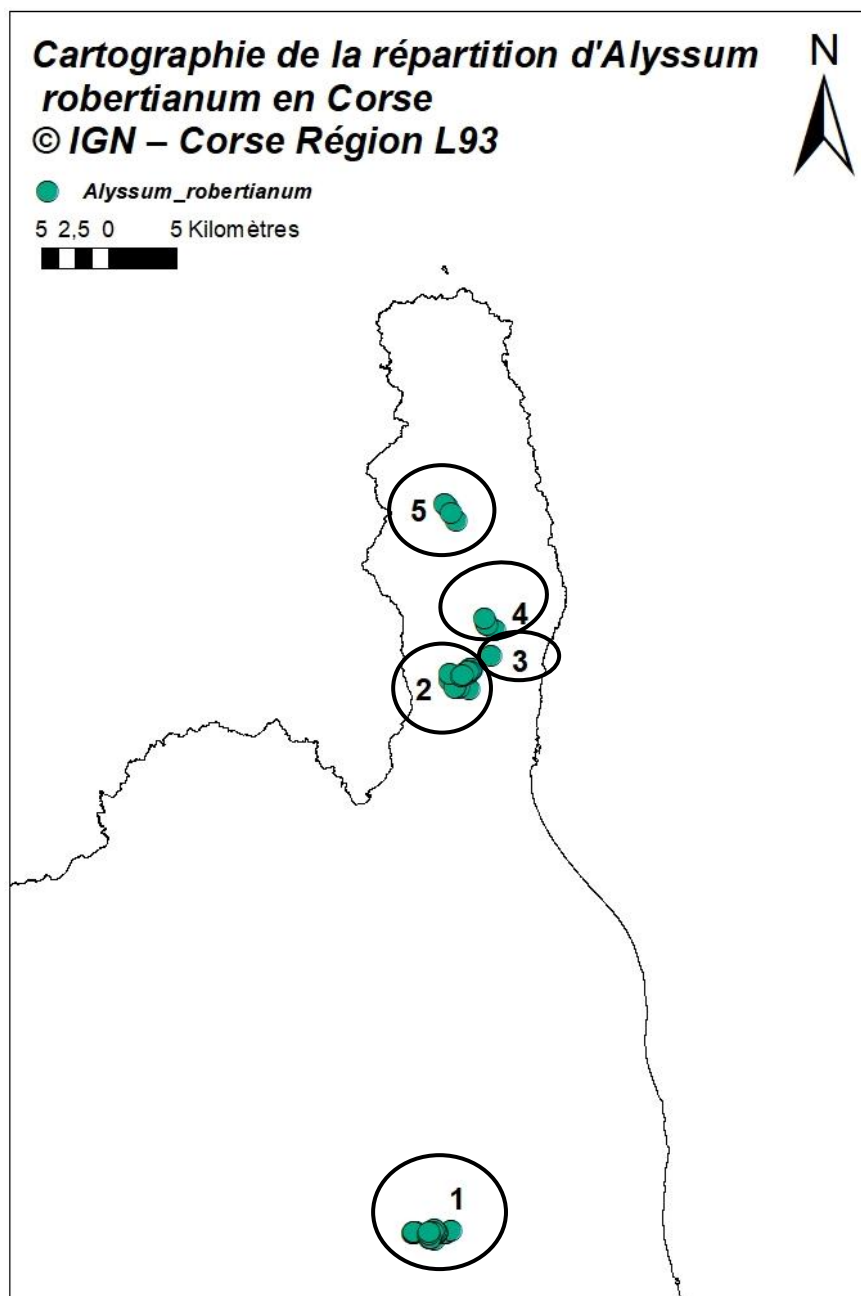 Cartographie de la répartition d'Alyssum
robertianum en Corse
© IGN – Corse Région L93
N
Alyssum_robertianum
5 2,5 0 5 Kilomètres
5
4
3
2
1